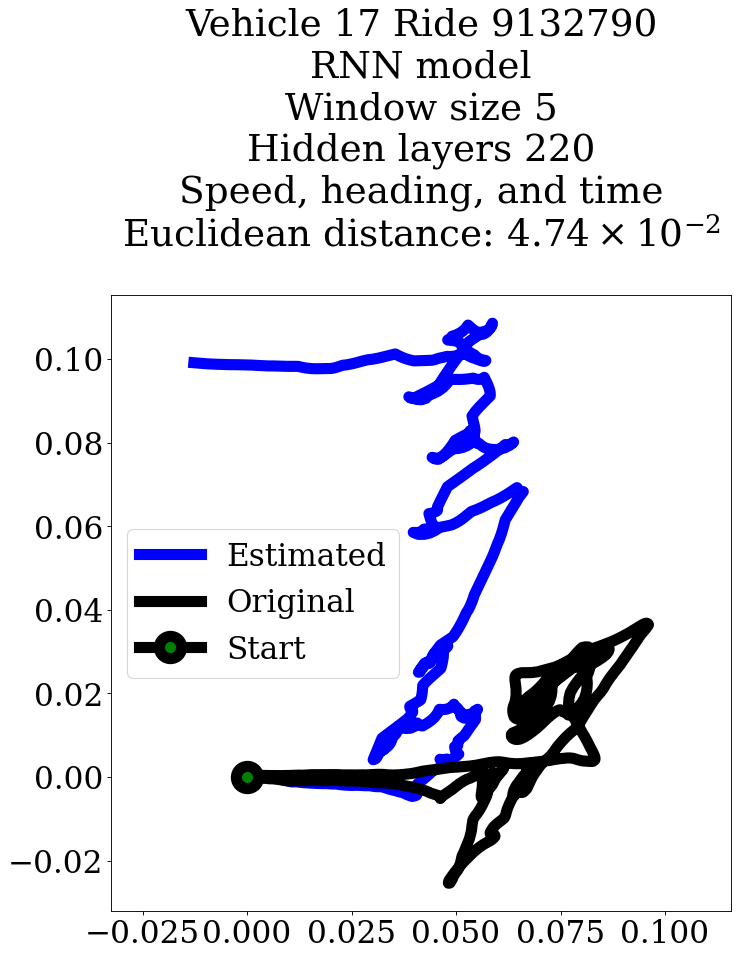 Vehicle 17 Ride 9132790
RNN model
Window size 5
Hidden layers 220
Speed, heading, and time
Euclidean distance: 4.74 × 10⁻²
0.10
0.08
0.06
0.04
0.02
0.00
−0.02
Estimated
Original
Start
−0.025 0.000 0.025 0.050 0.075 0.100